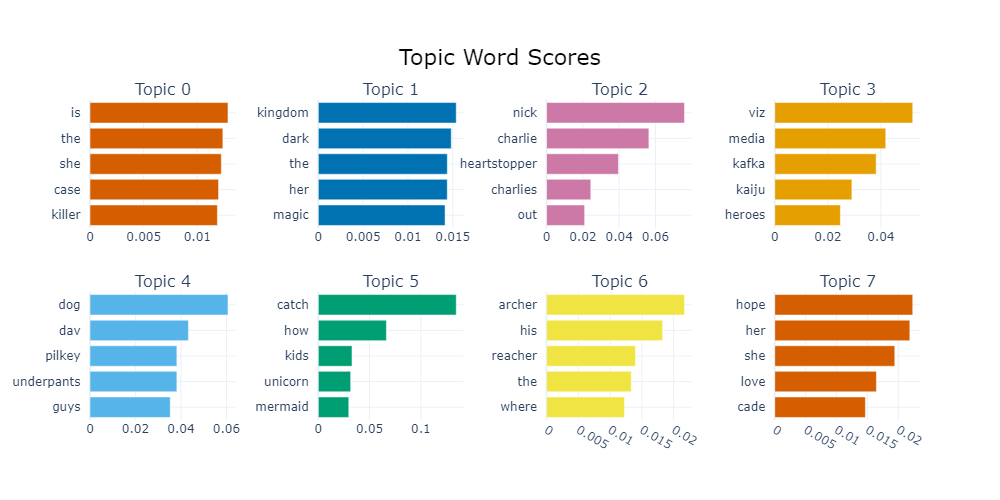 Topic Word Scores
Topic 0
is
the
she
case
killer
0 0.005 0.01
Topic 1
kingdom
dark
the
her
magic
0 0.005 0.01 0.015
Topic 2
nick
charlie
heartstopper
charlies
out
0 0.02 0.04 0.06
Topic 3
viz
media
kafka
kaiju
heroes
0 0.02 0.04
Topic 4
dog
dav
pilkey
underpants
guys
0 0.02 0.04 0.06
Topic 5
catch
how
kids
unicorn
mermaid
0 0.05 0.1
Topic 6
archer
his
reacher
the
where
0 0.005 0.01 0.015 0.02
Topic 7
hope
her
she
love
cade
0 0.005 0.01 0.015 0.02